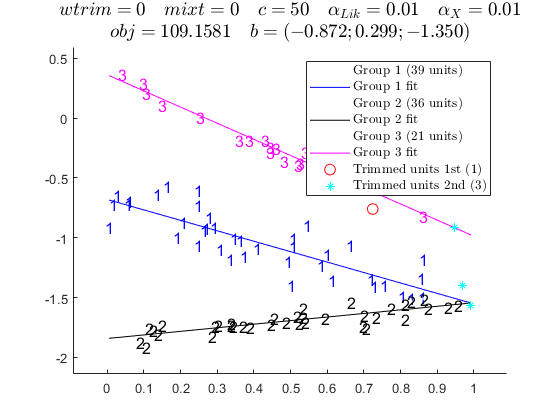 wtrim = 0 mixt = 0 c = 50 α_Lik = 0.01 α_X = 0.01
obj = 109.1581 b = (−0.872; 0.299; −1.350)
0.5
0
-0.5
-1
-1.5
-2
Group 1 (39 units)
Group 1 fit
Group 2 (36 units)
Group 2 fit
Group 3 (21 units)
Group 3 fit
Trimmed units 1st (1)
Trimmed units 2nd (3)
0 0.1 0.2 0.3 0.4 0.5 0.6 0.7 0.8 0.9 1